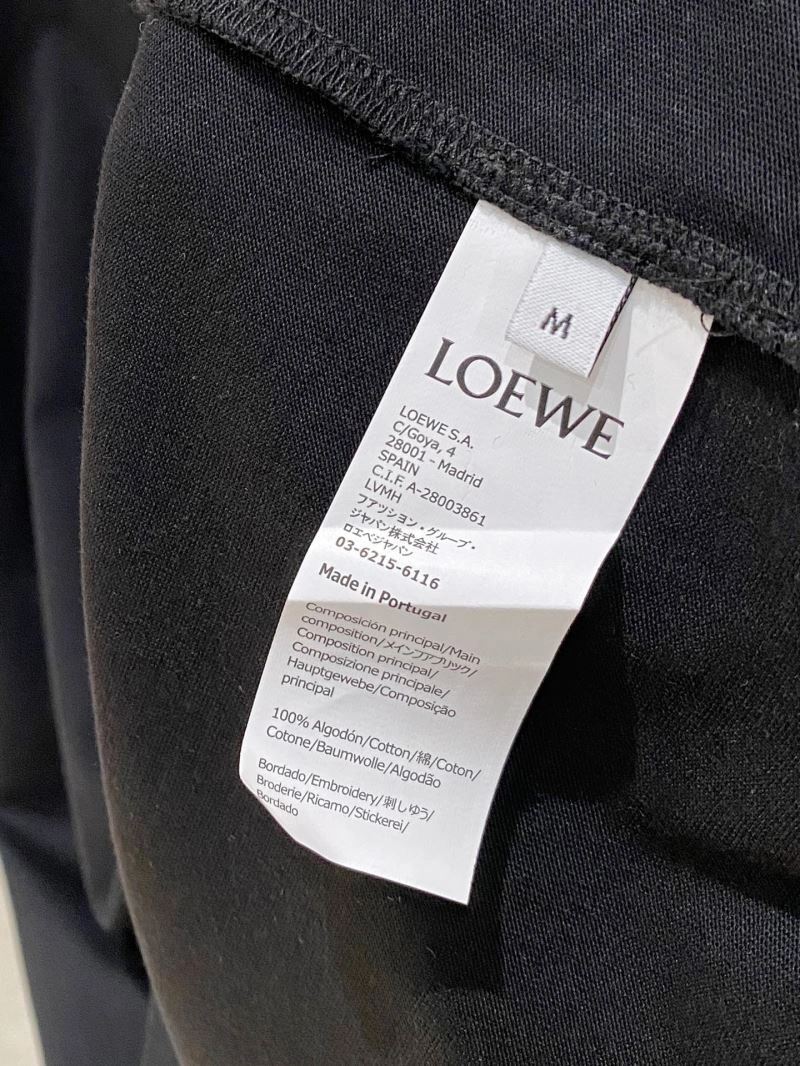 M
LOEWE
LOEWE S.A.
C/Goya, 4
28001 - Madrid
SPAIN
C.I.F. A-28003861
LVMH
ファッション・グループ・
ジャパン株式会社
ロエベジャパン
03-6215-6116
Made in Portugal
Composición principal/Main
composition/メインファブリック/
Composition principal/
Composizione principale/
Hauptgewebe/Composição
principal
100% Algodón/Cotton/綿/Coton/
Cotone/Baumwolle/Algodão
Bordado/Embroidery/刺しゅう/
Broderie/Ricamo/Stickerei/
Bordado